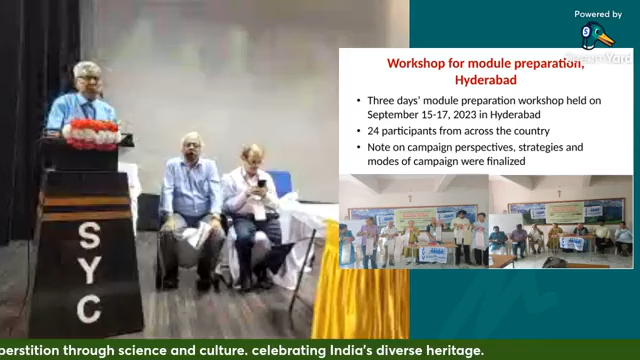 Powered by
StreamYard
Workshop for module preparation,
Hyderabad
• Three days' module preparation workshop held on
September 15-17, 2023 in Hyderabad
• 24 participants from across the country
• Note on campaign perspectives, strategies and
modes of campaign were finalized
S
Y
C
perstition through science and culture. celebrating India's diverse heritage.